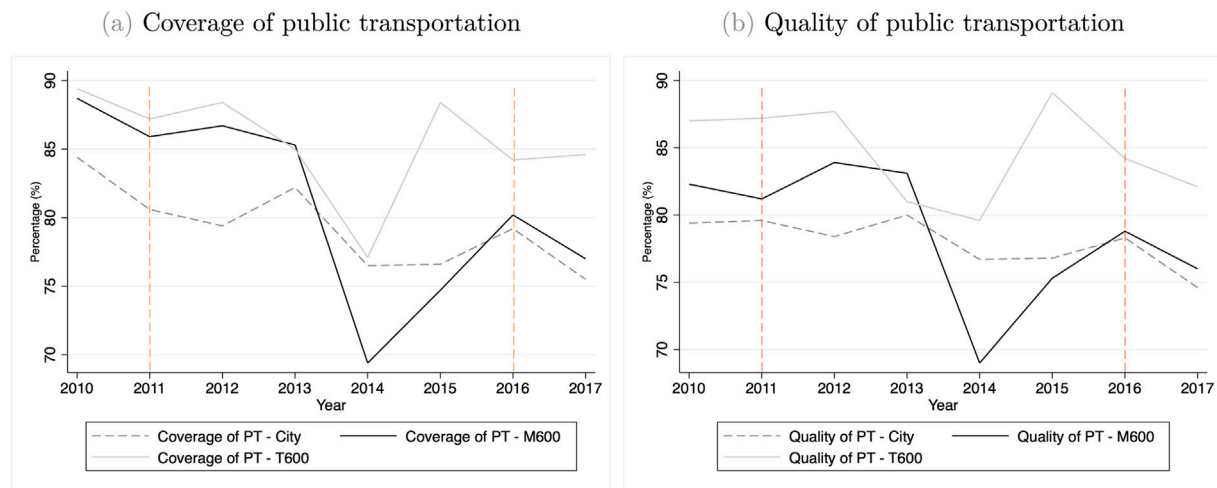 (a) Coverage of public transportation
Percentage (%)
90
85
80
75
70
2010 2011 2012 2013 2014 2015 2016 2017
Year
Coverage of PT - City Coverage of PT - M600
Coverage of PT - T600
(b) Quality of public transportation
Percentage (%)
90
85
80
75
70
2010 2011 2012 2013 2014 2015 2016 2017
Year
Quality of PT - City Quality of PT - M600
Quality of PT - T600